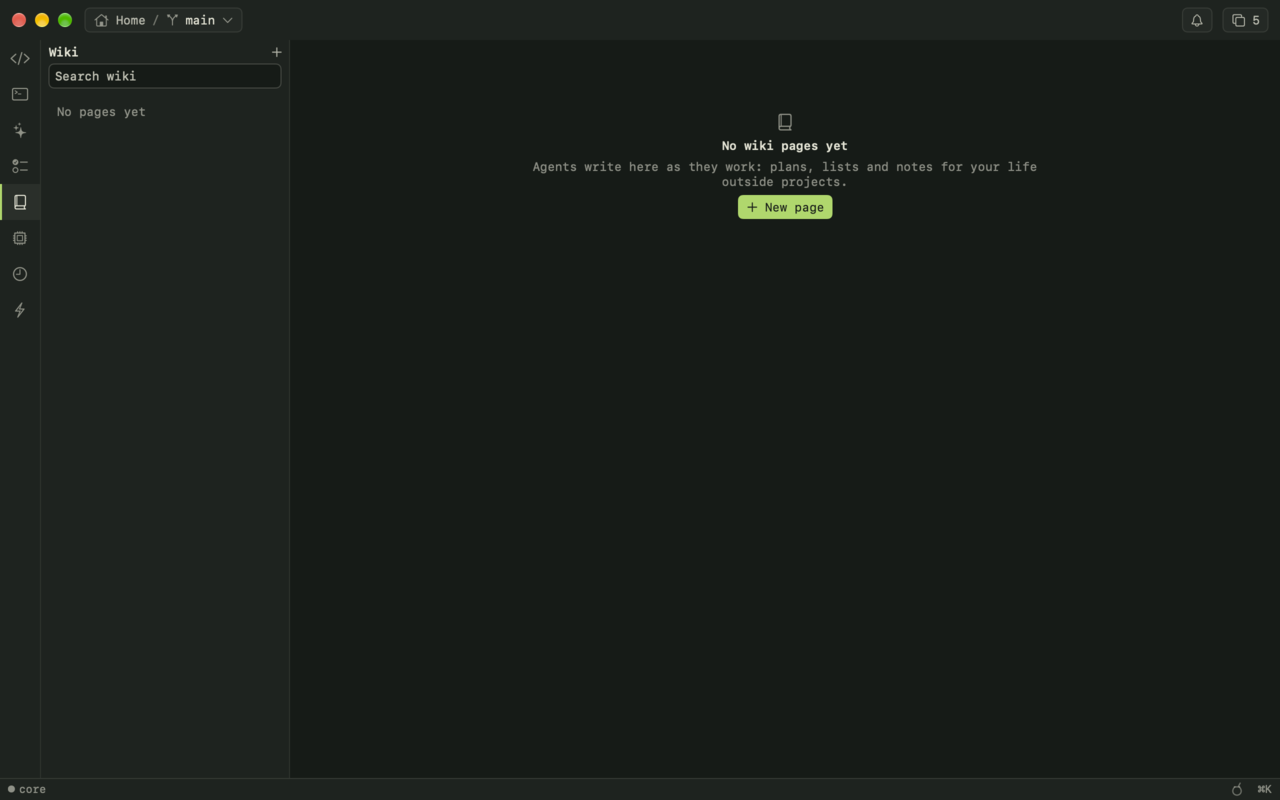 Home / main
5
Wiki
Search wiki
No pages yet
No wiki pages yet
Agents write here as they work: plans, lists and notes for your life
outside projects.
+ New page
core
⌘K